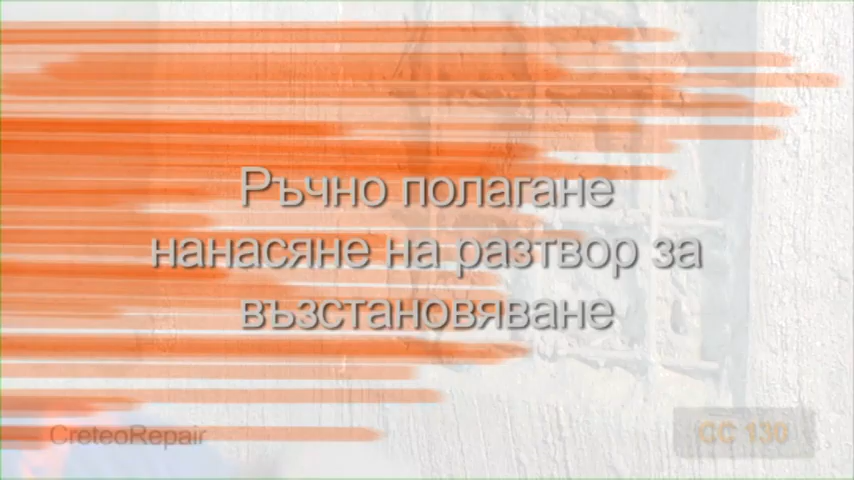 Ръчно полагане
нанасяне на разтвор за
възстановяване
CreteoRepair
CC 130